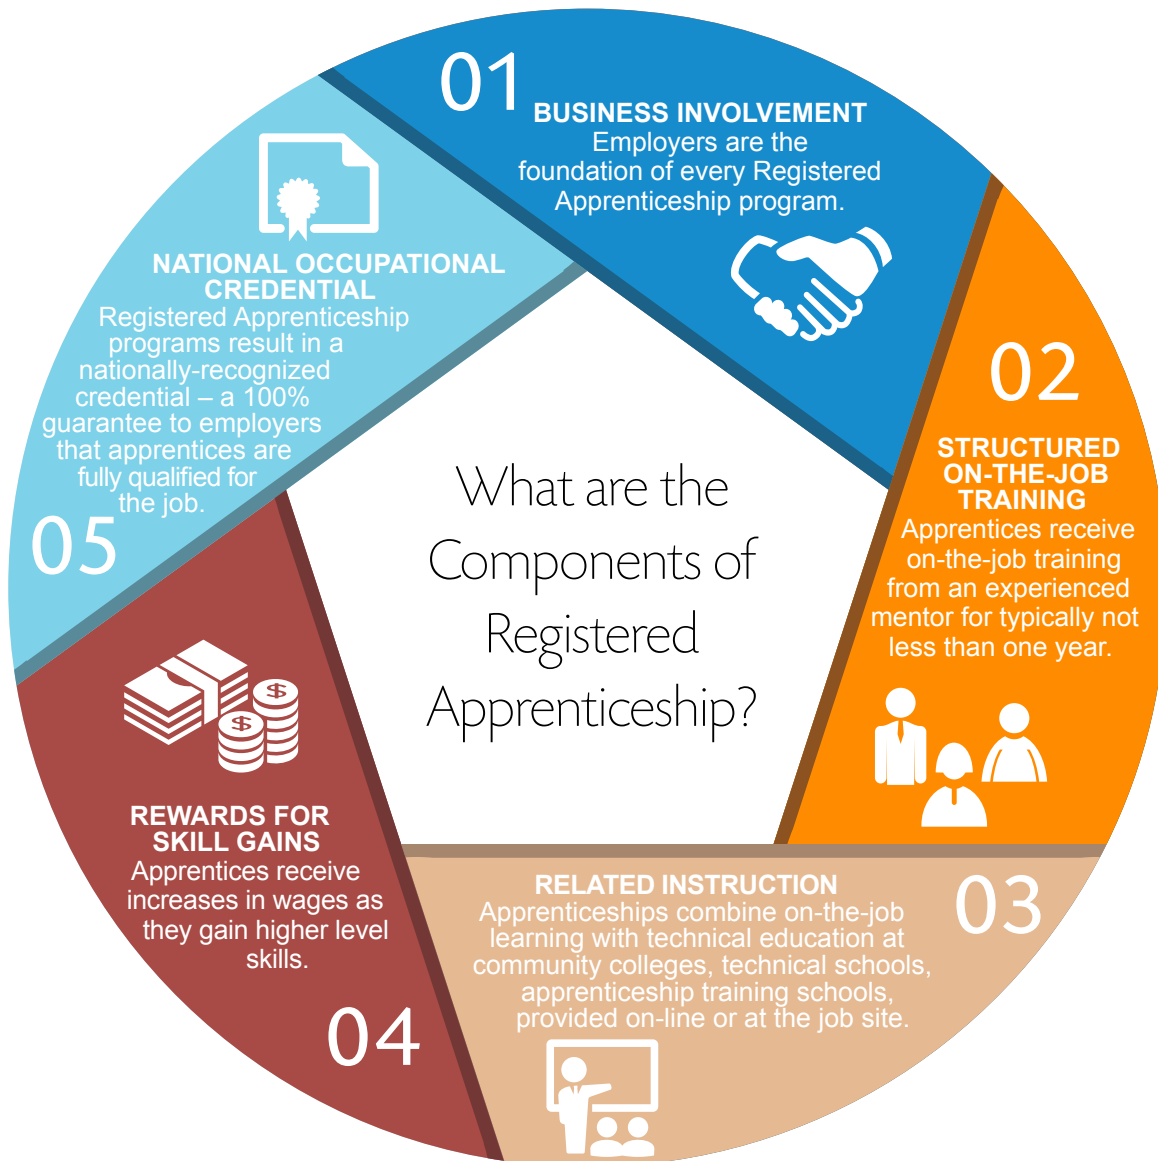 What are the
Components of
Registered
Apprenticeship?
01
BUSINESS INVOLVEMENT
Employers are the
foundation of every Registered
Apprenticeship program.
02
STRUCTURED
ON-THE-JOB
TRAINING
Apprentices receive
on-the-job training
from an experienced
mentor for typically not
less than one year.
03
RELATED INSTRUCTION
Apprenticeships combine on-the-job
learning with technical education at
community colleges, technical schools,
apprenticeship training schools,
provided on-line or at the job site.
04
REWARDS FOR
SKILL GAINS
Apprentices receive
increases in wages as
they gain higher level
skills.
$
$
05
NATIONAL OCCUPATIONAL
CREDENTIAL
Registered Apprenticeship
programs result in a
nationally-recognized
credential – a 100%
guarantee to employers
that apprentices are
fully qualified for
the job.